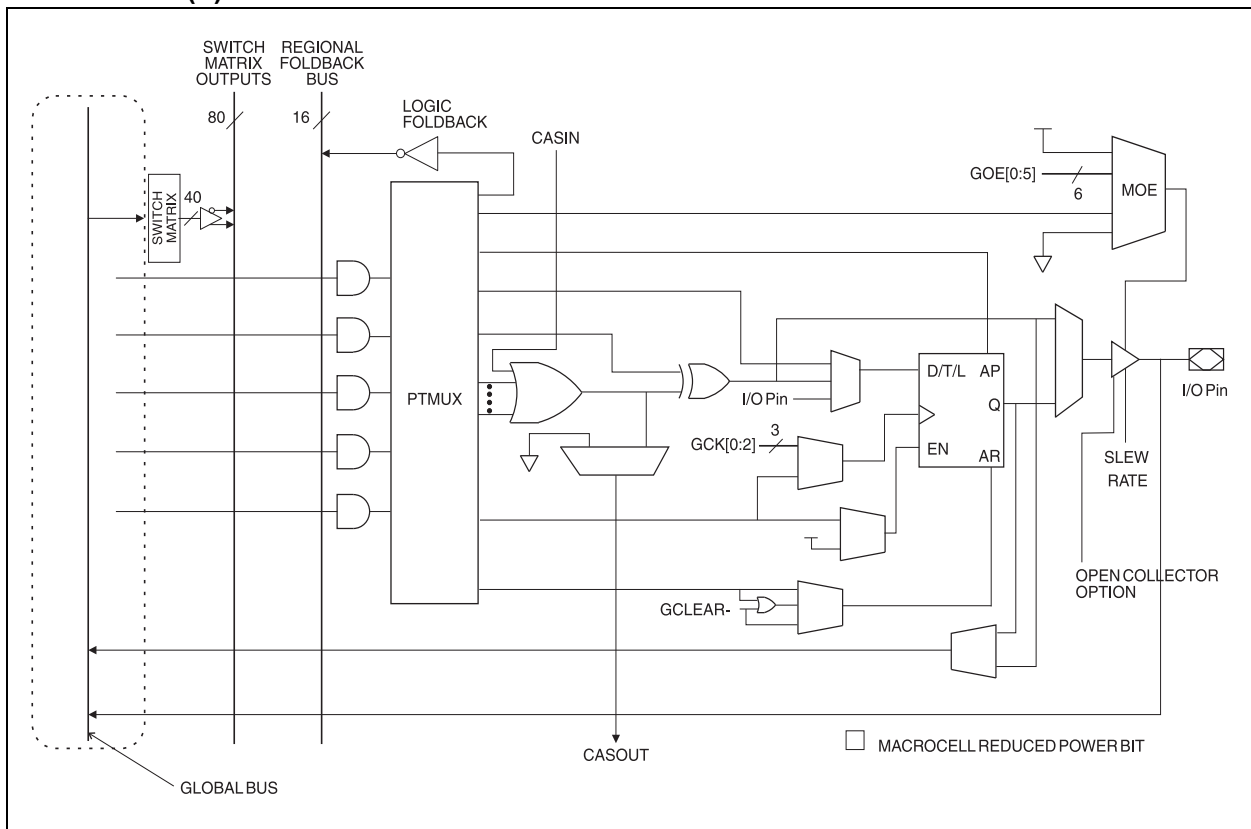 SWITCH
MATRIX
OUTPUTS
REGIONAL
FOLDBACK
BUS
80
16
LOGIC
FOLDBACK
CASIN
GOE[0:5]
6
MOE
SWITCH
MATRIX
40
PTMUX
I/O Pin
D/T/L
AP
Q
EN
AR
I/O Pin
GCK[0:2]
3
SLEW
RATE
OPEN COLLECTOR
OPTION
GCLEAR-
CASOUT
MACROCELL REDUCED POWER BIT
GLOBAL BUS